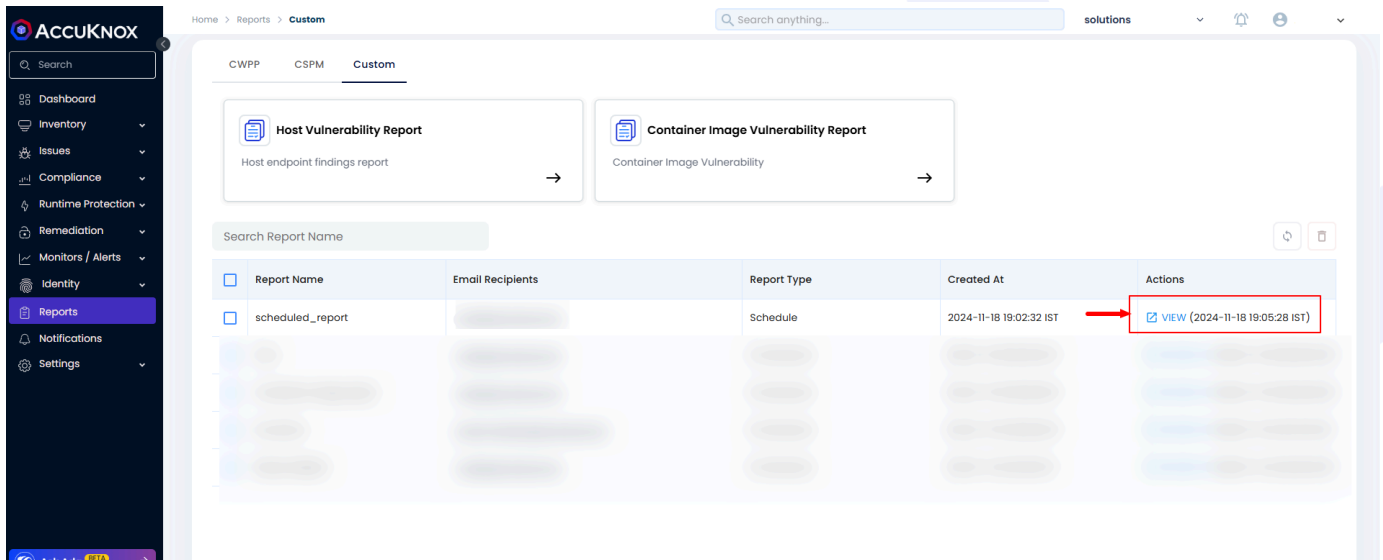 ACCUKNOX
Home > Reports > Custom
Search anything...
solutions
Search
Dashboard
Inventory
Issues
Compliance
Runtime Protection
Remediation
Monitors / Alerts
Identity
Reports
Notifications
Settings
BETA
CWPP CSPM Custom
Host Vulnerability Report
Host endpoint findings report
Container Image Vulnerability Report
Container Image Vulnerability
Search Report Name
Report Name Email Recipients Report Type Created At Actions
scheduled_report Schedule 2024-11-18 19:02:32 IST VIEW (2024-11-18 19:05:28 IST)